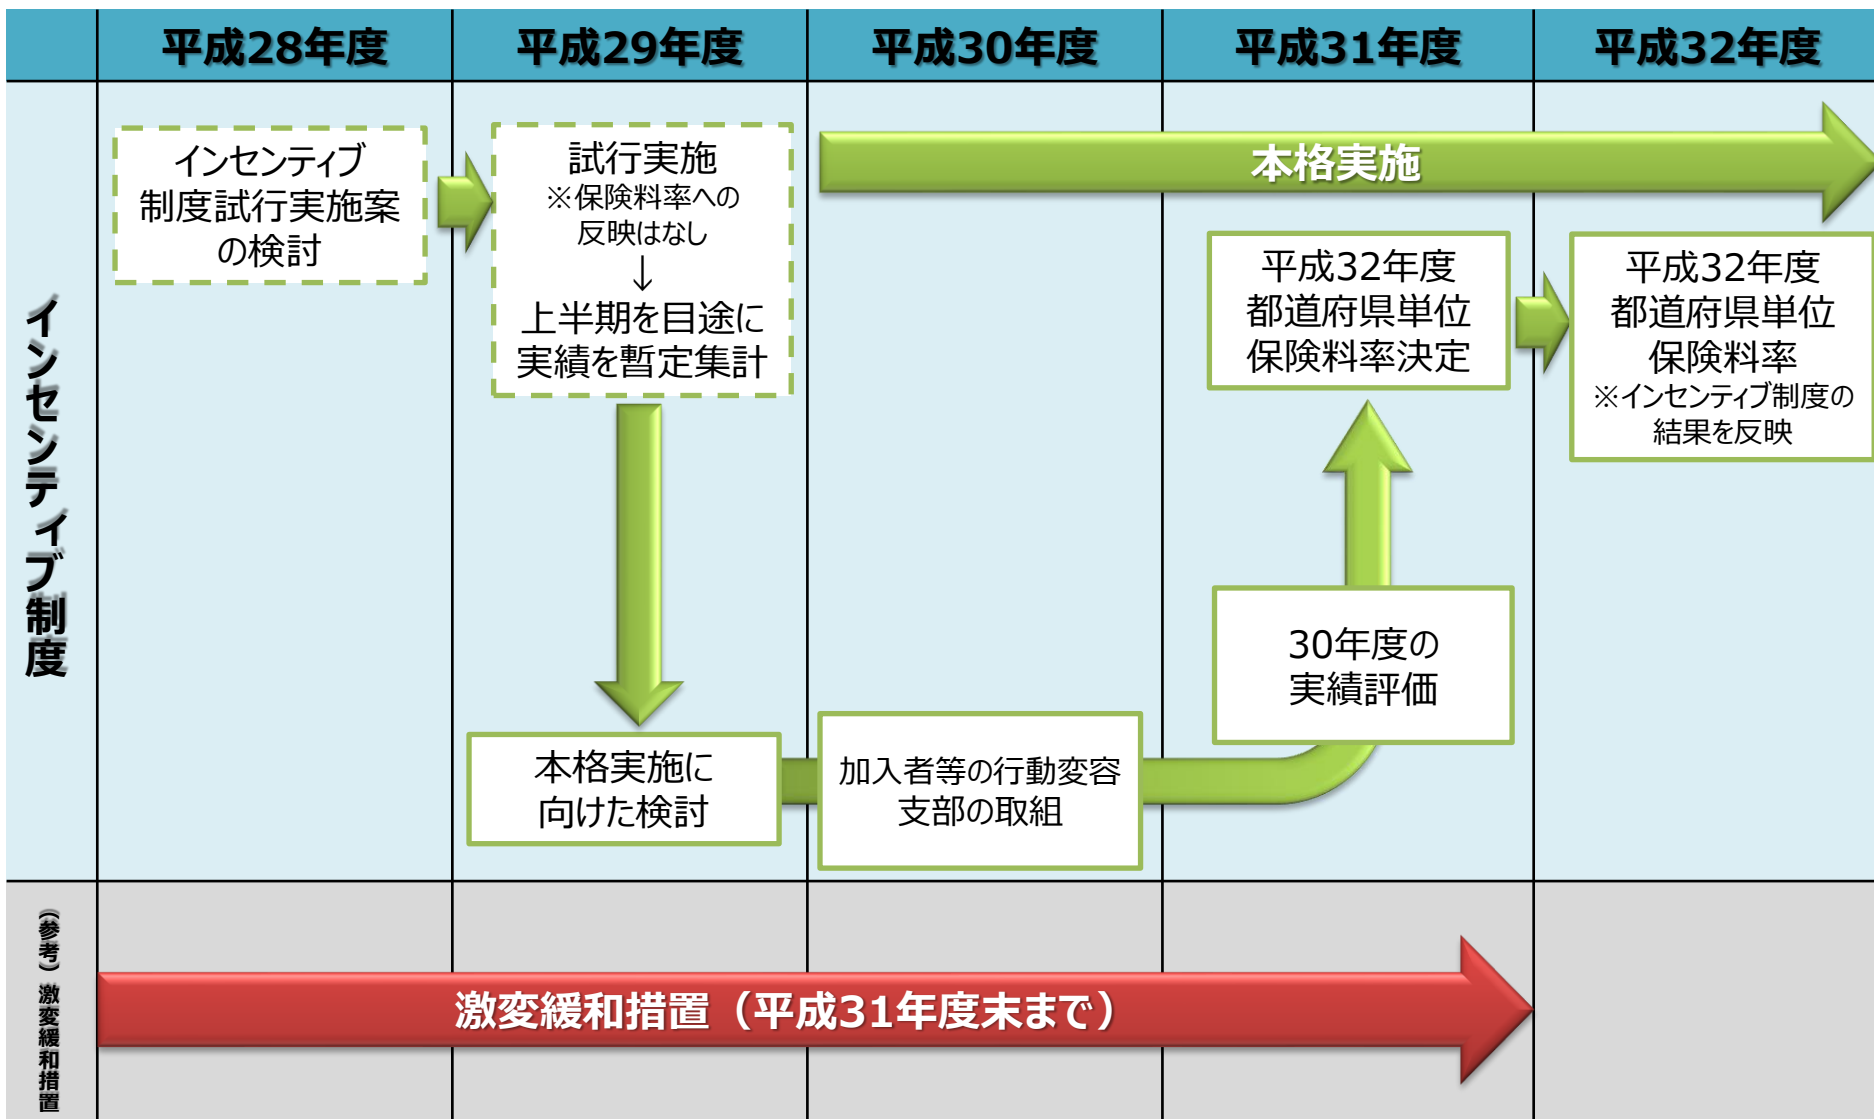 平成28年度
平成29年度
平成30年度
平成31年度
平成32年度
インセンティブ制度
インセンティブ
制度試行実施案
の検討
試行実施
※保険料率への
反映はなし
↓
上半期を目途に
実績を暫定集計
本格実施に
向けた検討
本格実施
加入者等の行動変容
支部の取組
平成32年度
都道府県単位
保険料率決定
30年度の
実績評価
平成32年度
都道府県単位
保険料率
※インセンティブ制度の
結果を反映
（参考）激変緩和措置
激変緩和措置（平成31年度末まで）